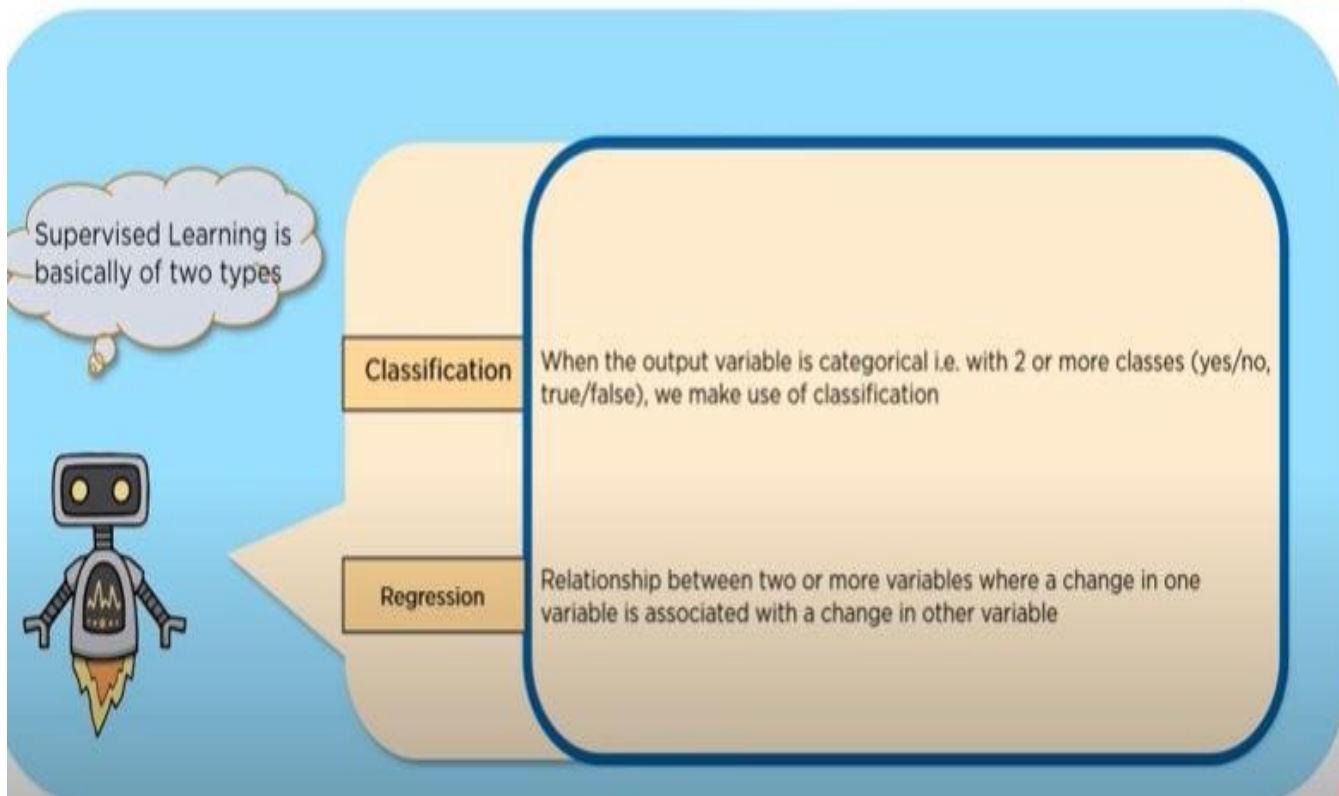 Supervised Learning is
basically of two types
Classification
When the output variable is categorical i.e. with 2 or more classes (yes/no,
true/false), we make use of classification
Regression
Relationship between two or more variables where a change in one
variable is associated with a change in other variable